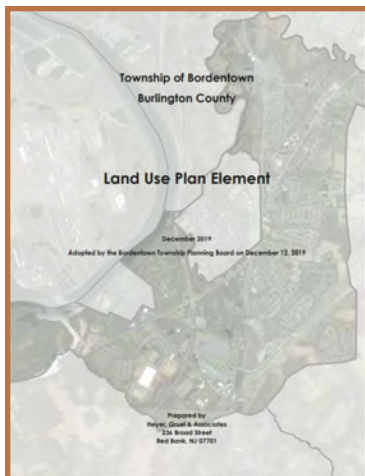 Township of Bordentown
Burlington County
Land Use Plan Element
December 2019
Adopted by the Bordentown Township Planning Board on December 12, 2019
Prepared by
Heyer, Gruel & Associates
236 Broad Street
Red Bank, NJ 07701